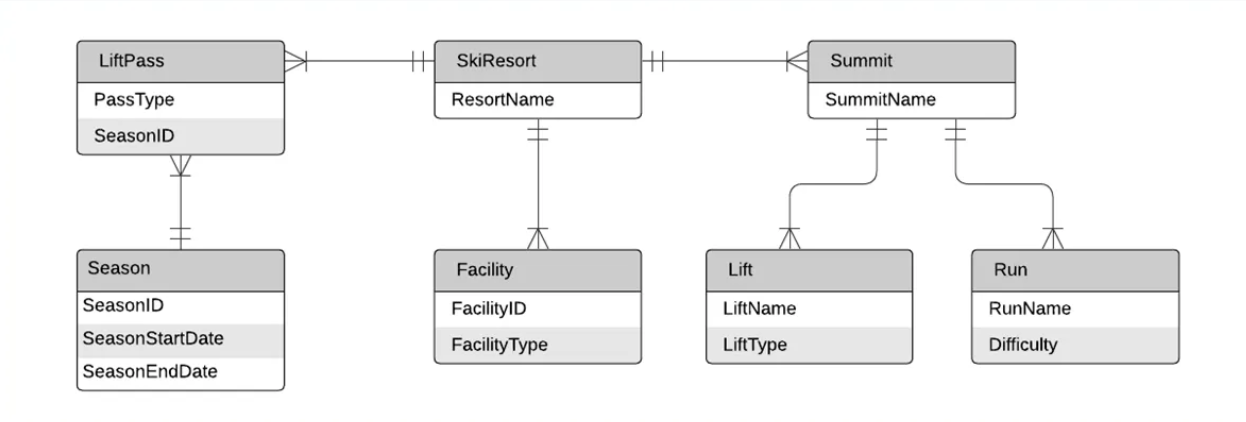 LiftPass
PassType
SeasonID
SkiResort
ResortName
Summit
SummitName
Season
SeasonID
SeasonStartDate
SeasonEndDate
Facility
FacilityID
FacilityType
Lift
LiftName
LiftType
Run
RunName
Difficulty